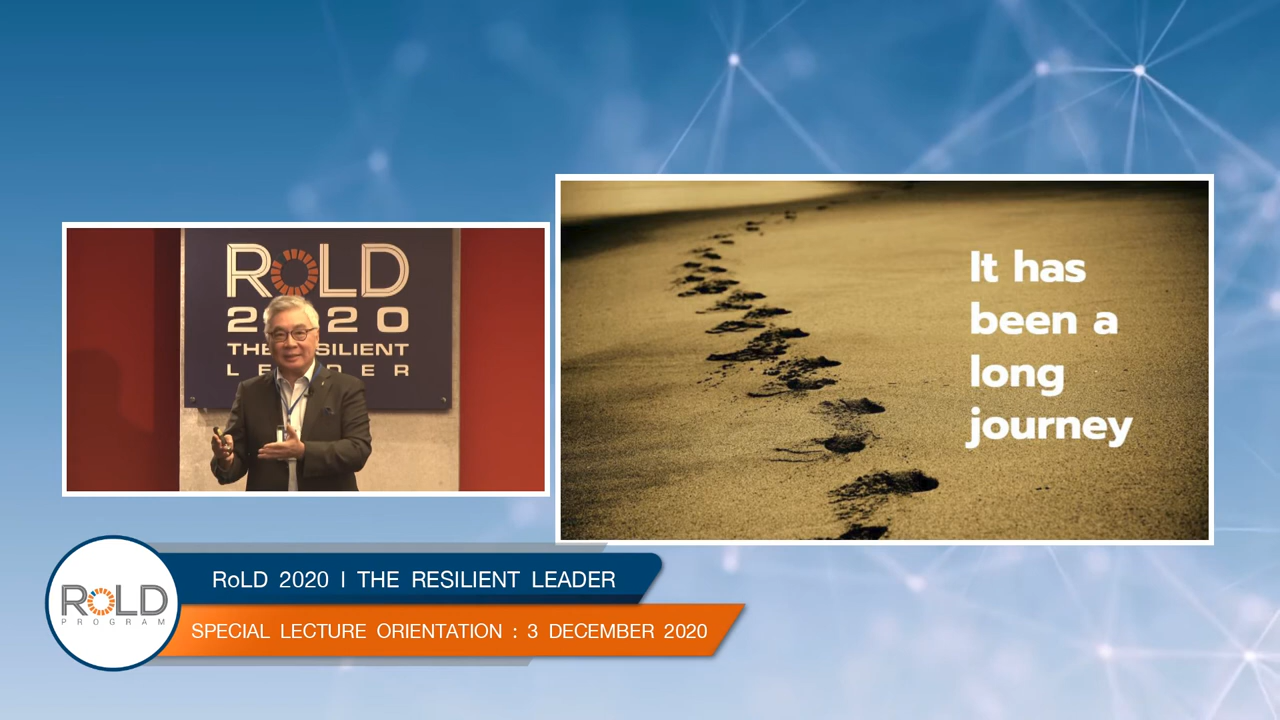 RoLD
2020
THE RESILIENT
LEADER
It has
been a
long
journey
RoLD
PROGRAM
RoLD 2020 | THE RESILIENT LEADER
SPECIAL LECTURE ORIENTATION : 3 DECEMBER 2020